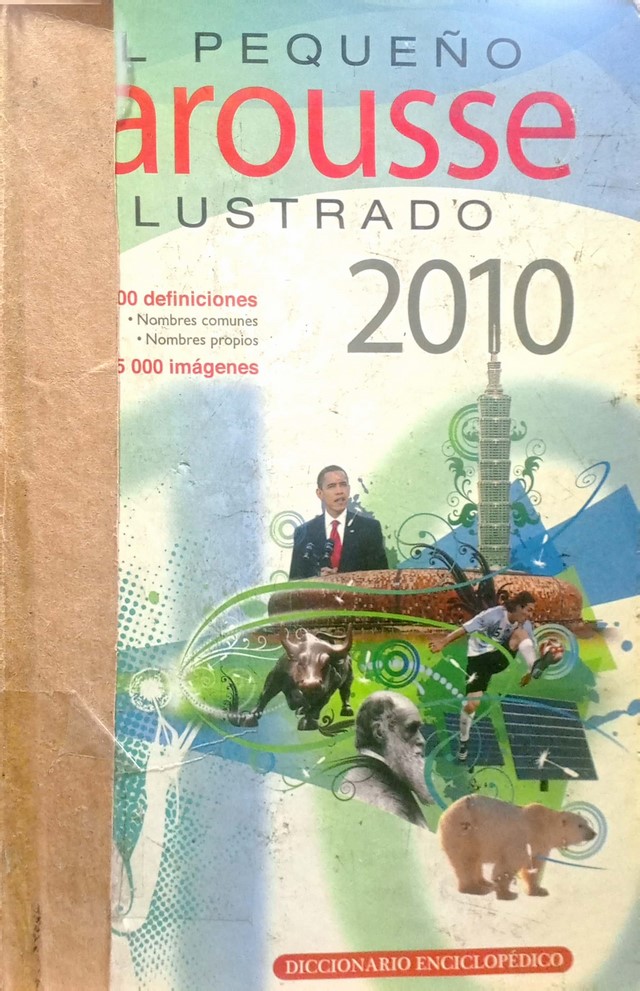 L PEQUEÑO
arousse
LUSTRADO
2010
00 definiciones
• Nombres comunes
• Nombres propios
5 000 imágenes
DICCIONARIO ENCICLOPÉDICO